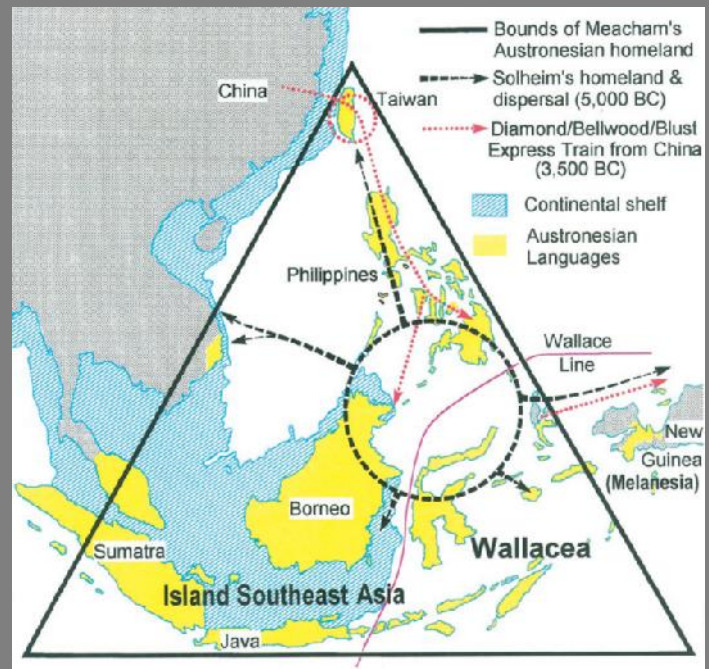 Bounds of Meacham's
Austronesian homeland
Solheim's homeland &
dispersal (5,000 BC)
Diamond/Bellwood/Blust
Express Train from China
(3,500 BC)
Continental shelf
Austronesian
Languages
China
Taiwan
Philippines
Wallace
Line
New
Guinea
(Melanesia)
Borneo
Sumatra
Wallacea
Island Southeast Asia
Java